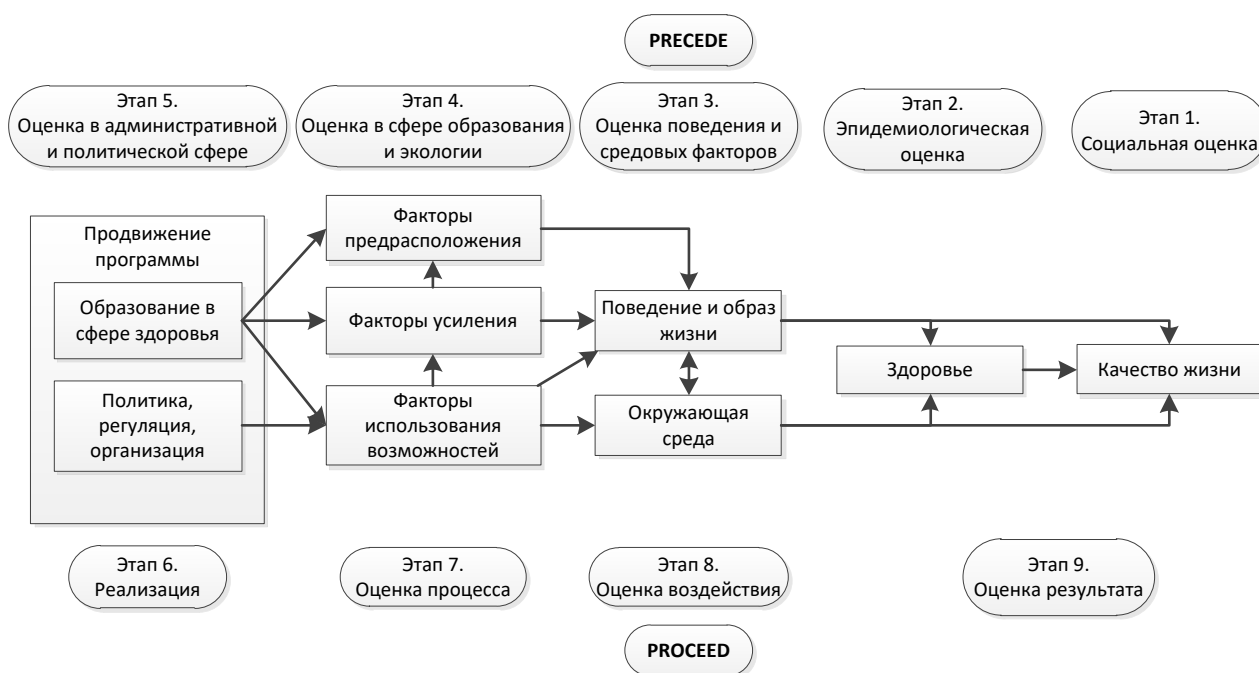 PRECEDE
Этап 5.
Оценка в административной
и политической сфере
Этап 4.
Оценка в сфере образования
и экологии
Этап 3.
Оценка поведения и
средовых факторов
Этап 2.
Эпидемиологическая
оценка
Этап 1.
Социальная оценка
Продвижение
программы
Образование в
сфере здоровья
Политика,
регуляция,
организация
Факторы
предрасположения
Факторы усиления
Факторы
использования
возможностей
Поведение и образ
жизни
Окружающая
среда
Здоровье
Качество жизни
Этап 6.
Реализация
Этап 7.
Оценка процесса
Этап 8.
Оценка воздействия
Этап 9.
Оценка результата
PROCEED